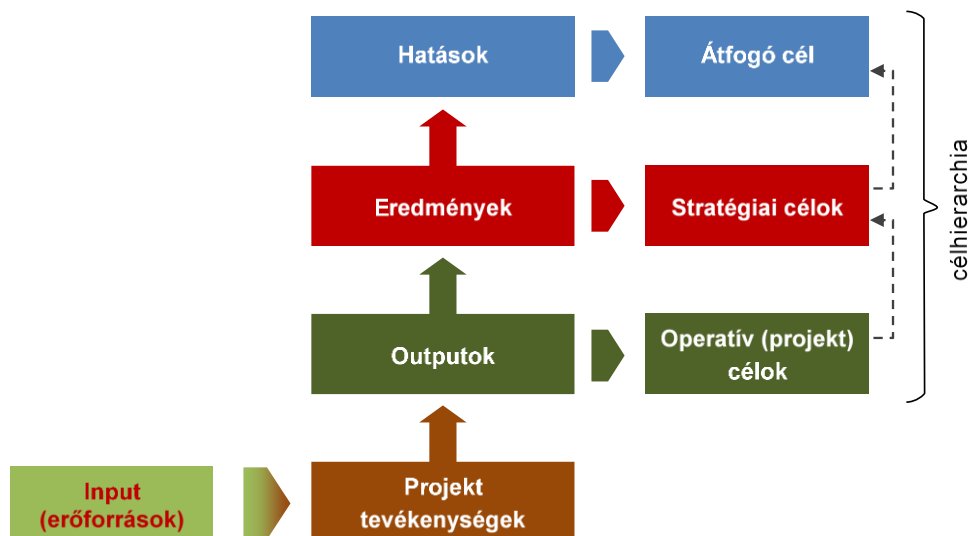 Hatások
Átfogó cél
Eredmények
Stratégiai célok
Outputok
Operatív (projekt)
célok
Input
(erőforrások)
Projekt
tevékenységek
célhierarchia